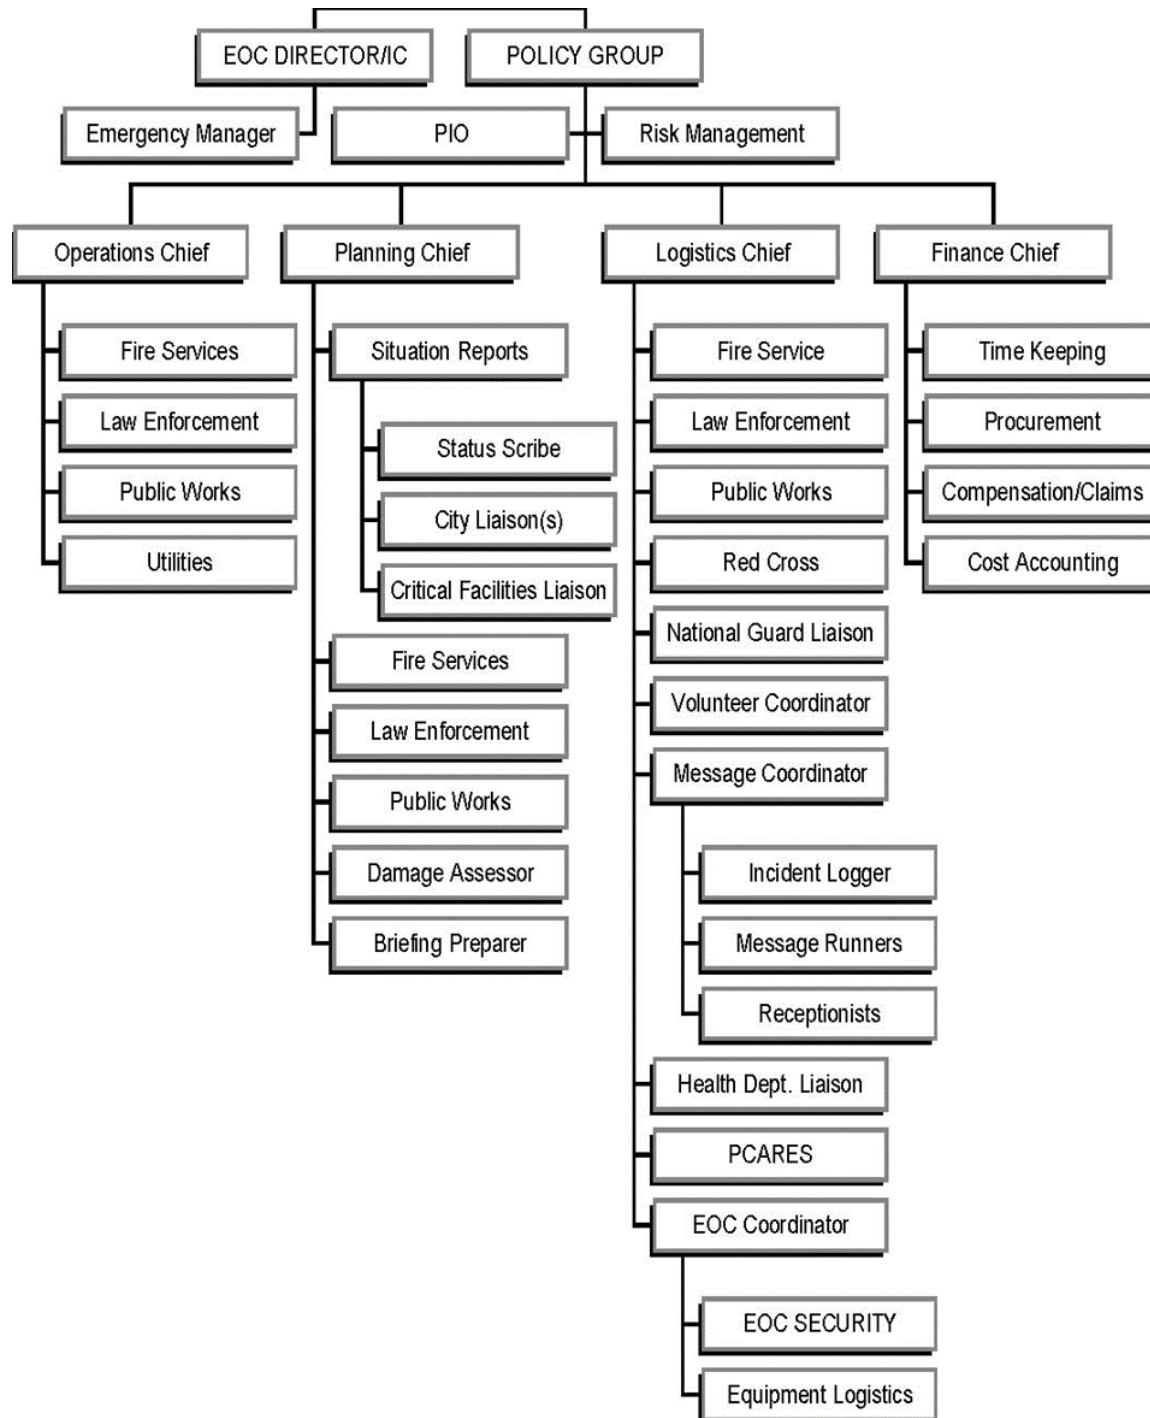 EOC DIRECTOR/IC
POLICY GROUP
Emergency Manager
PIO
Risk Management
Operations Chief
Planning Chief
Logistics Chief
Finance Chief
Fire Services
Law Enforcement
Public Works
Utilities
Situation Reports
Status Scribe
City Liaison(s)
Critical Facilities Liaison
Fire Services
Law Enforcement
Public Works
Damage Assessor
Briefing Preparer
Fire Service
Law Enforcement
Public Works
Red Cross
National Guard Liaison
Volunteer Coordinator
Message Coordinator
Incident Logger
Message Runners
Receptionists
Health Dept. Liaison
PCARES
EOC Coordinator
EOC SECURITY
Equipment Logistics
Time Keeping
Procurement
Compensation/Claims
Cost Accounting